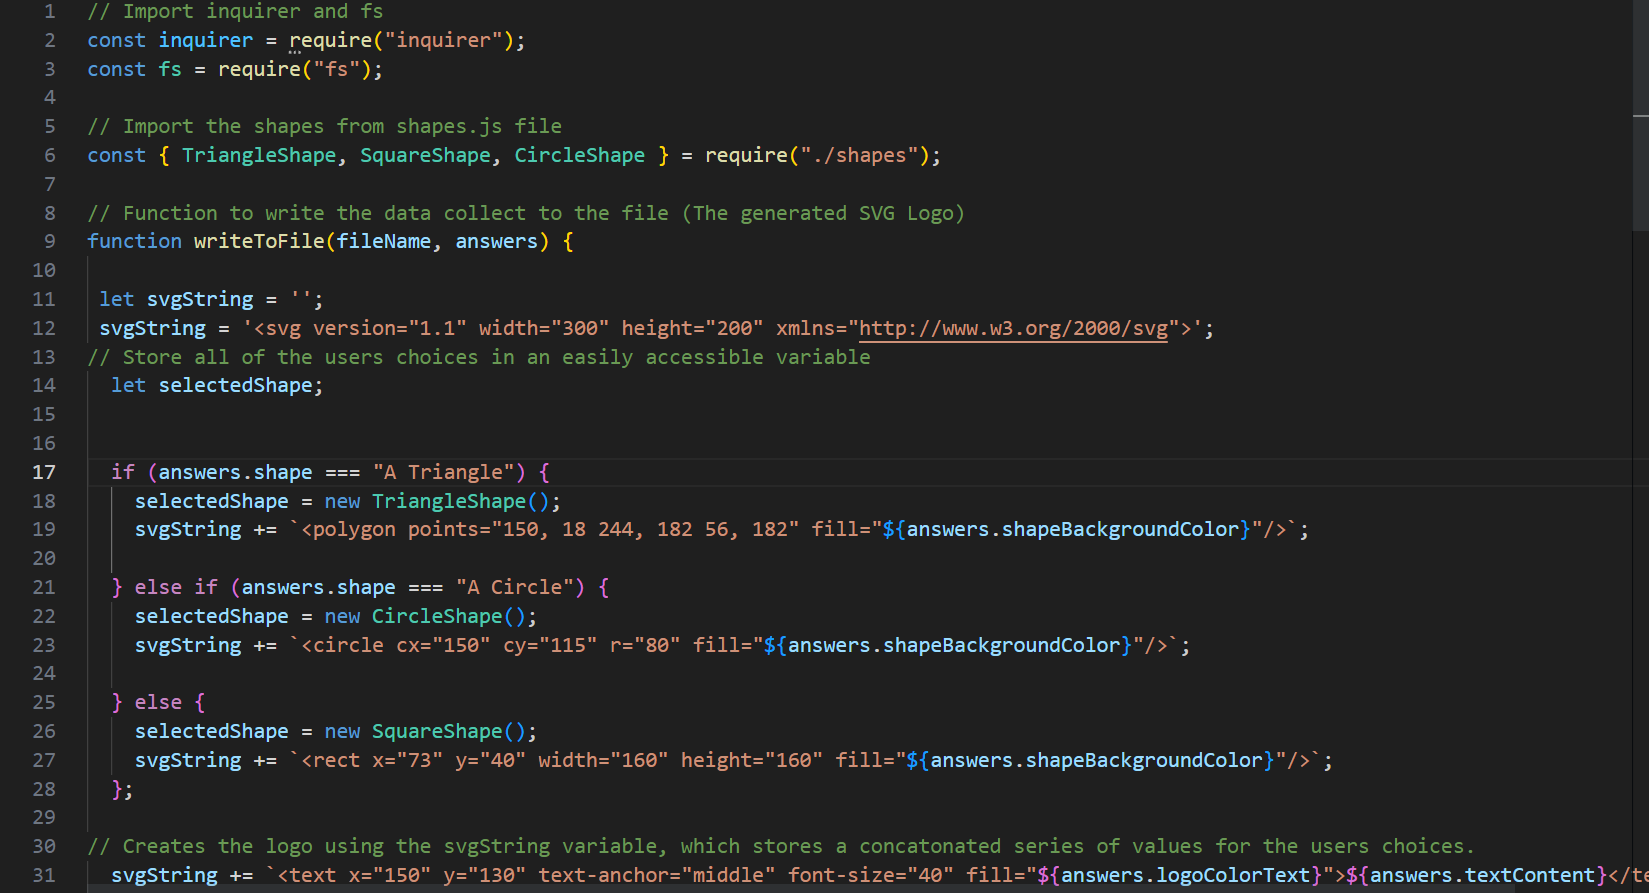 1 // Import inquirer and fs
2 const inquirer = require("inquirer");
3 const fs = require("fs");
4
5 // Import the shapes from shapes.js file
6 const { TriangleShape, SquareShape, CircleShape } = require("./shapes");
7
8 // Function to write the data collect to the file (The generated SVG Logo)
9 function writeToFile(fileName, answers) {
10
11 let svgString = '';
12 svgString = '<svg version="1.1" width="300" height="200" xmlns="http://www.w3.org/2000/svg">';
13 // Store all of the users choices in an easily accessible variable
14 let selectedShape;
15
16
17 if (answers.shape === "A Triangle") {
18 selectedShape = new TriangleShape();
19 svgString += `<polygon points="150, 18 244, 182 56, 182" fill="${answers.shapeBackgroundColor}"/>`;
20
21 } else if (answers.shape === "A Circle") {
22 selectedShape = new CircleShape();
23 svgString += `<circle cx="150" cy="115" r="80" fill="${answers.shapeBackgroundColor}"/>`;
24
25 } else {
26 selectedShape = new SquareShape();
27 svgString += `<rect x="73" y="40" width="160" height="160" fill="${answers.shapeBackgroundColor}"/>`;
28 };
29
30 // Creates the logo using the svgString variable, which stores a concatonated series of values for the users choices.
31 svgString += `<text x="150" y="130" text-anchor="middle" font-size="40" fill="${answers.logoColorText}">${answers.textContent}</te